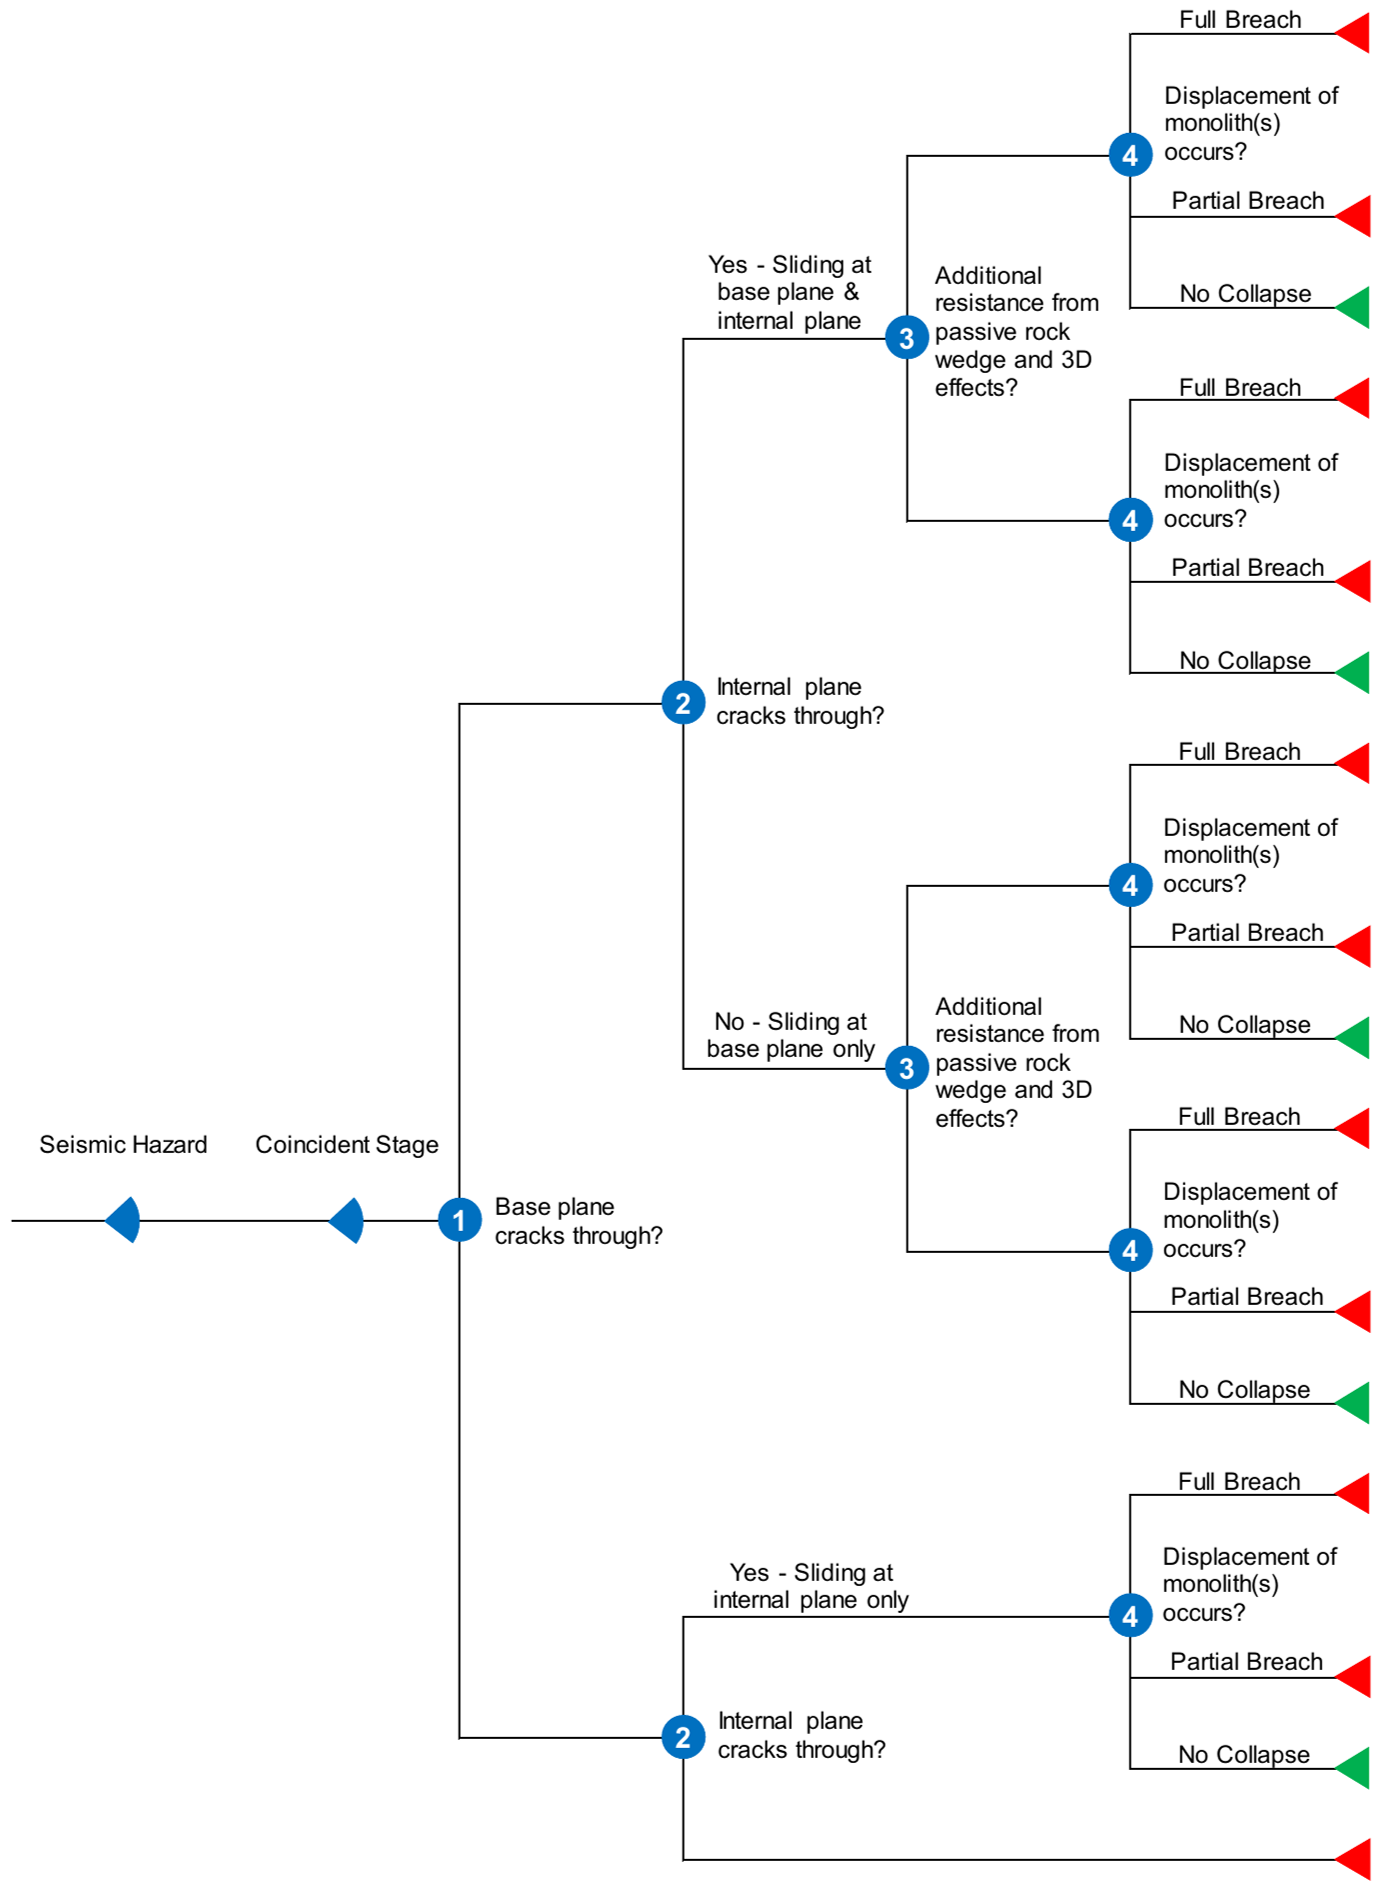 Full Breach
Displacement of
monolith(s)
occurs?
4
Partial Breach
No Collapse
Yes - Sliding at
base plane &
internal plane
3
Additional
resistance from
passive rock
wedge and 3D
effects?
Full Breach
Displacement of
monolith(s)
occurs?
4
Partial Breach
No Collapse
2
Internal plane
cracks through?
Full Breach
Displacement of
monolith(s)
occurs?
4
Partial Breach
No Collapse
No - Sliding at
base plane only
3
Additional
resistance from
passive rock
wedge and 3D
effects?
Full Breach
Displacement of
monolith(s)
occurs?
4
Partial Breach
No Collapse
Seismic Hazard
Coincident Stage
1
Base plane
cracks through?
Full Breach
Displacement of
monolith(s)
occurs?
4
Partial Breach
No Collapse
Yes - Sliding at
internal plane only
2
Internal plane
cracks through?